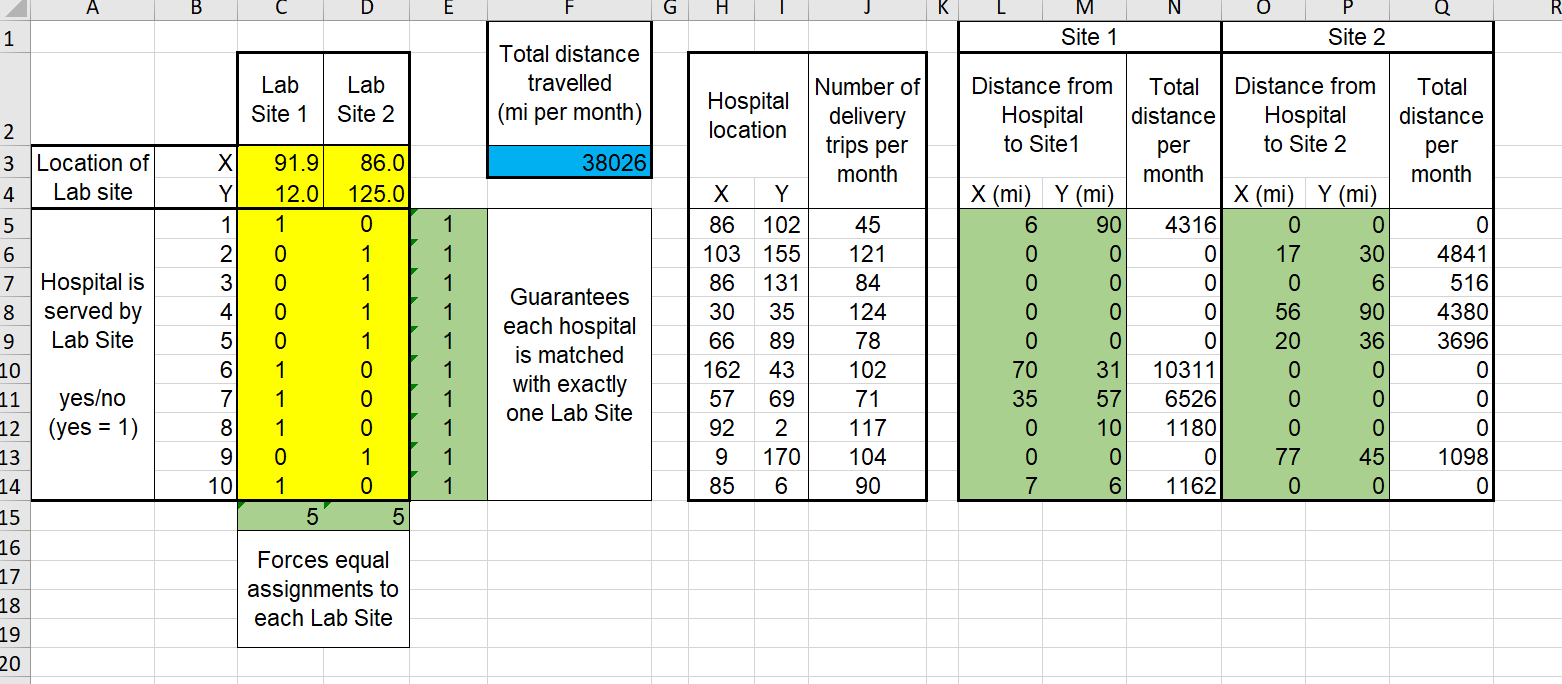 A B C D E F G H I J K L M N O P Q R
1 Site 1 Site 2
Total distance
travelled
(mi per month)
Lab
Site 1
Lab
Site 2
Hospital
location
Number of
delivery
trips per
month
Distance from
Hospital
to Site1
Total
distance
per
month
Distance from
Hospital
to Site 2
Total
distance
per
month
2
3 Location of X 91.9 86.0 38026
4 Lab site Y 12.0 125.0 X Y X (mi) Y (mi) X (mi) Y (mi)
5 1 1 0 1 86 102 45 6 90 4316 0 0 0
6 2 0 1 1 103 155 121 0 0 0 17 30 4841
7 3 0 1 1 86 131 84 0 0 0 0 6 516
8 4 0 1 1 30 35 124 0 0 0 56 90 4380
9 5 0 1 1 66 89 78 0 0 0 20 36 3696
10 6 1 0 1 162 43 102 70 31 10311 0 0 0
11 7 1 0 1 57 69 71 35 57 6526 0 0 0
12 8 1 0 1 92 2 117 0 10 1180 0 0 0
13 9 0 1 1 9 170 104 0 0 0 77 45 1098
14 10 1 0 1 85 6 90 7 6 1162 0 0 0
Hospital is
served by
Lab Site
yes/no
(yes = 1)
Guarantees
each hospital
is matched
with exactly
one Lab Site
15 5 5
16 Forces equal
17 assignments to
18 each Lab Site
19
20